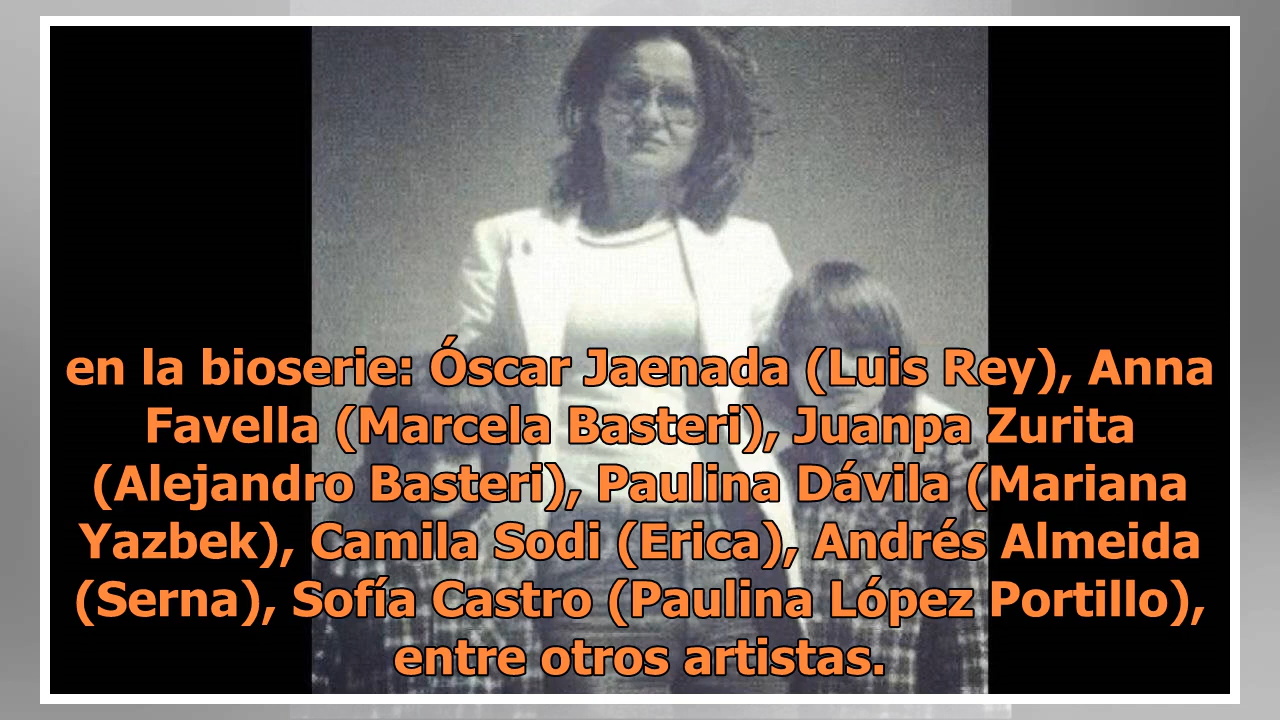 en la bioserie: Óscar Jaenada (Luis Rey), Anna
Favella (Marcela Basteri), Juanpa Zurita
(Alejandro Basteri), Paulina Dávila (Mariana
Yazbek), Camila Sodi (Erica), Andrés Almeida
(Serna), Sofía Castro (Paulina López Portillo),
entre otros artistas.